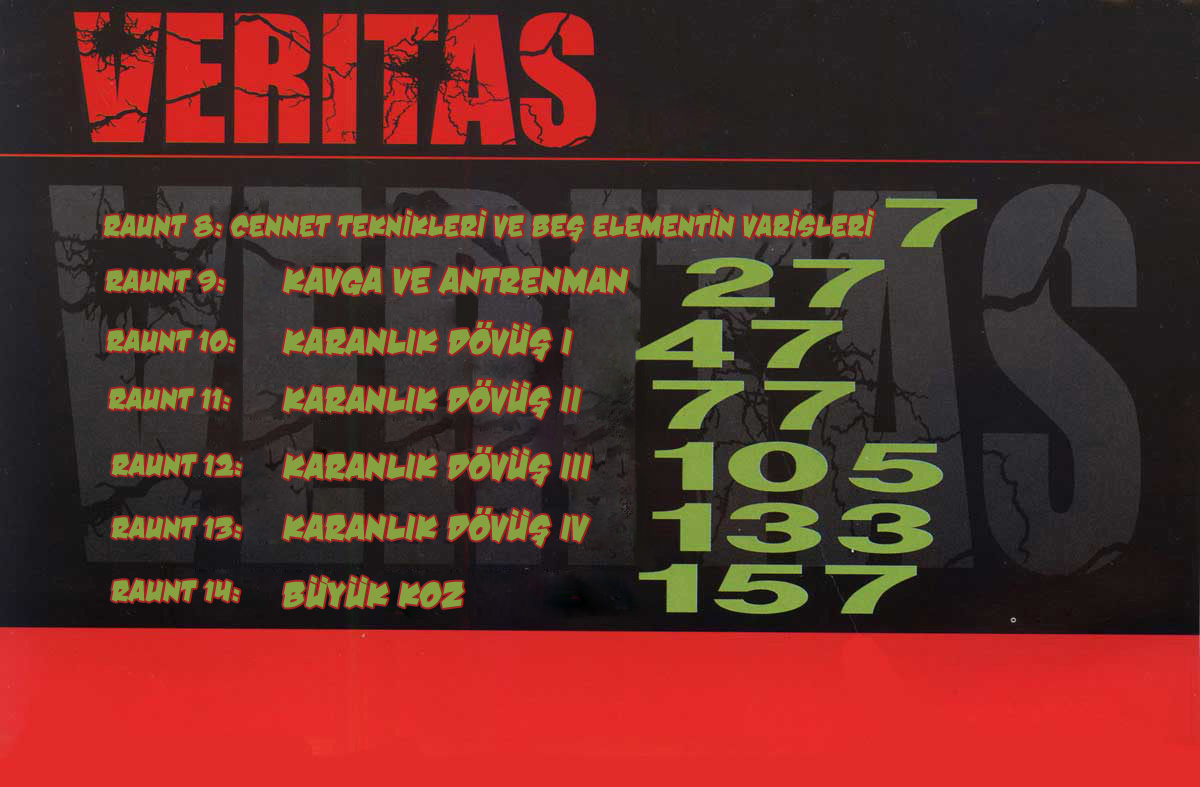 VERITAS
VERITAS
RAUNT 8: CENNET TEKNİKLERİ VE BEŞ ELEMENTİN VARİSLERİ 7
RAUNT 9: KAVGA VE ANTRENMAN 27
RAUNT 10: KARANLIK DÖVÜŞ I 47
RAUNT 11: KARANLIK DÖVÜŞ II 77
RAUNT 12: KARANLIK DÖVÜŞ III 105
RAUNT 13: KARANLIK DÖVÜŞ IV 133
RAUNT 14: BÜYÜK KOZ 157